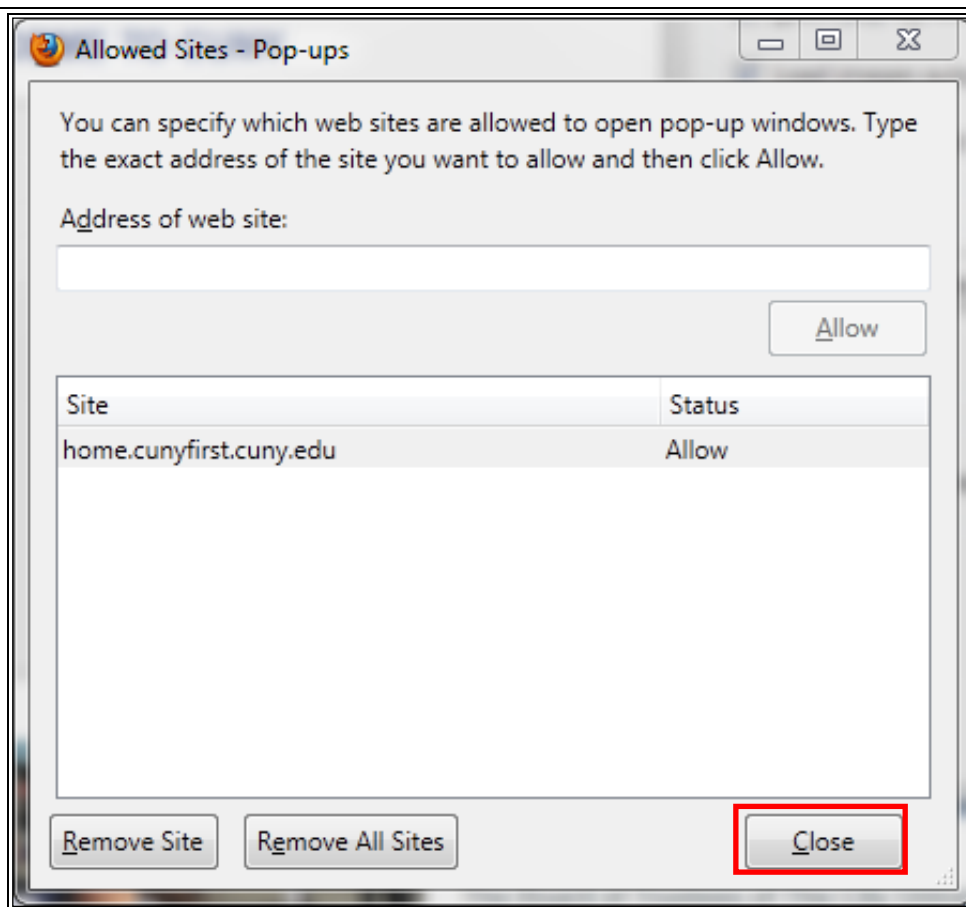 Allowed Sites - Pop-ups
You can specify which web sites are allowed to open pop-up windows. Type
the exact address of the site you want to allow and then click Allow.
Address of web site:
Allow
Site Status
home.cunyfirst.cuny.edu Allow
Remove Site Remove All Sites Close